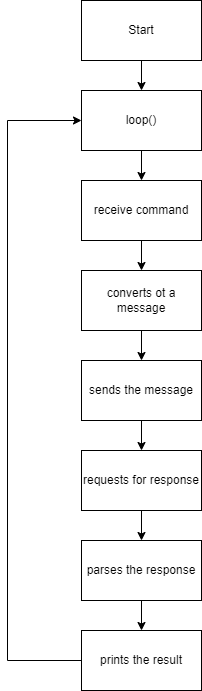 Start
loop()
receive command
converts ot a
message
sends the message
requests for response
parses the response
prints the result